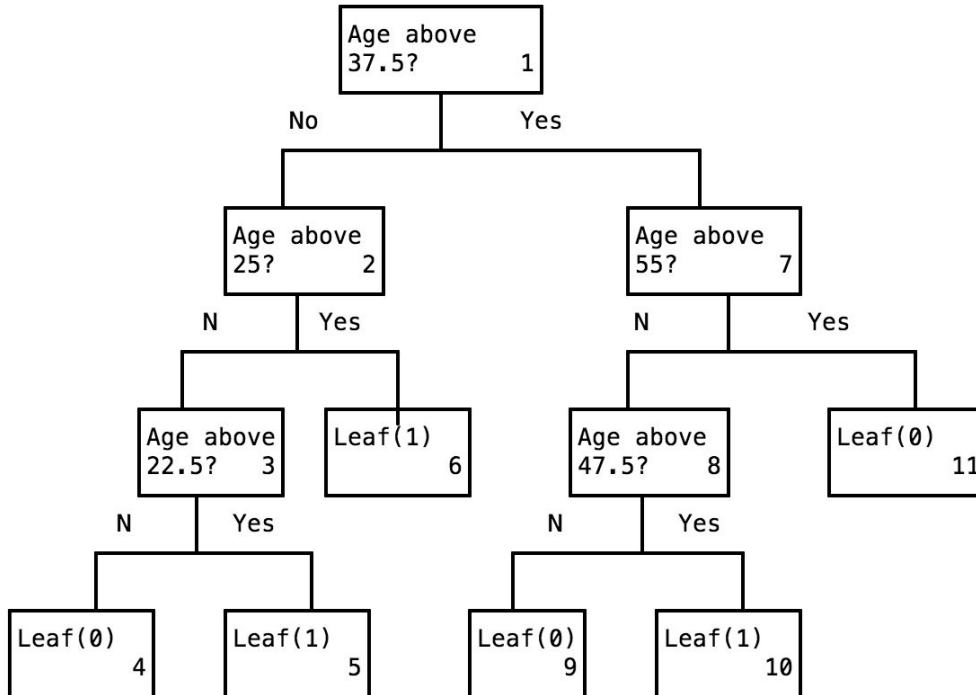 Age above
37.5? 1
No Yes
Age above
25? 2
Age above
55? 7
N Yes
N Yes
Age above
22.5? 3
Leaf(1)
6
Age above
47.5? 8
Leaf(0)
11
N Yes
N Yes
Leaf(0)
4
Leaf(1)
5
Leaf(0)
9
Leaf(1)
10